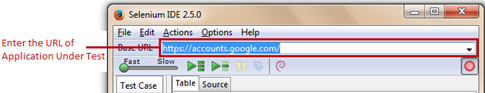 Selenium IDE 2.5.0
File Edit Actions Options Help
Enter the URL of
Application Under Test
Base URL https://accounts.google.com/
Fast Slow
Test Case
Table Source